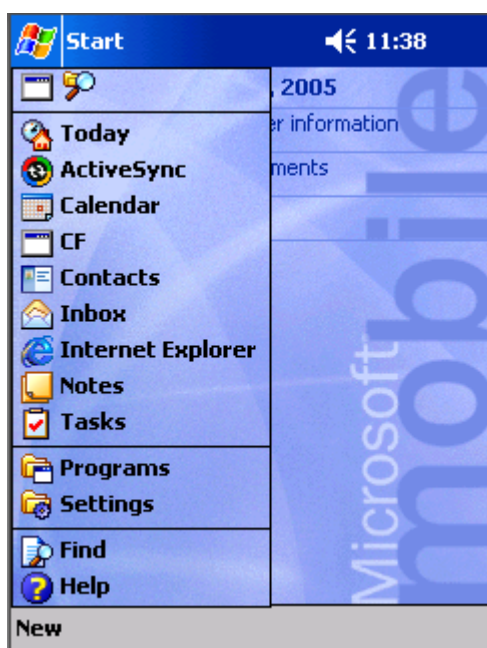 Start 11:38
, 2005
Today
er information
ActiveSync
ments
Calendar
CF
Contacts
Inbox
Internet Explorer
Notes
Tasks
Programs
Settings
Find
Help
New
Microsoft
mobile